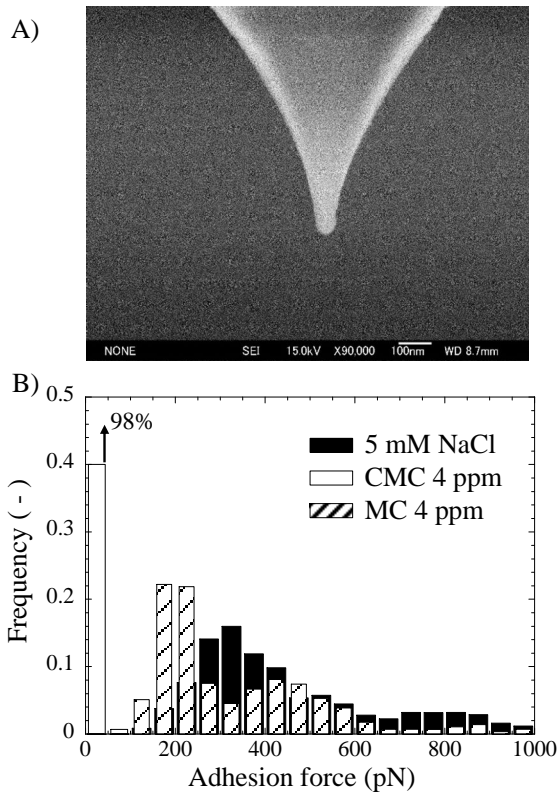 A)
NONE SEI 15.0kV X90,000 100nm WD 8.7mm
B)
0.5
98%
5 mM NaCl
0.4
CMC 4 ppm
MC 4 ppm
0.3
Frequency ( - )
0.2
0.1
0
0 200 400 600 800 1000
Adhesion force (pN)